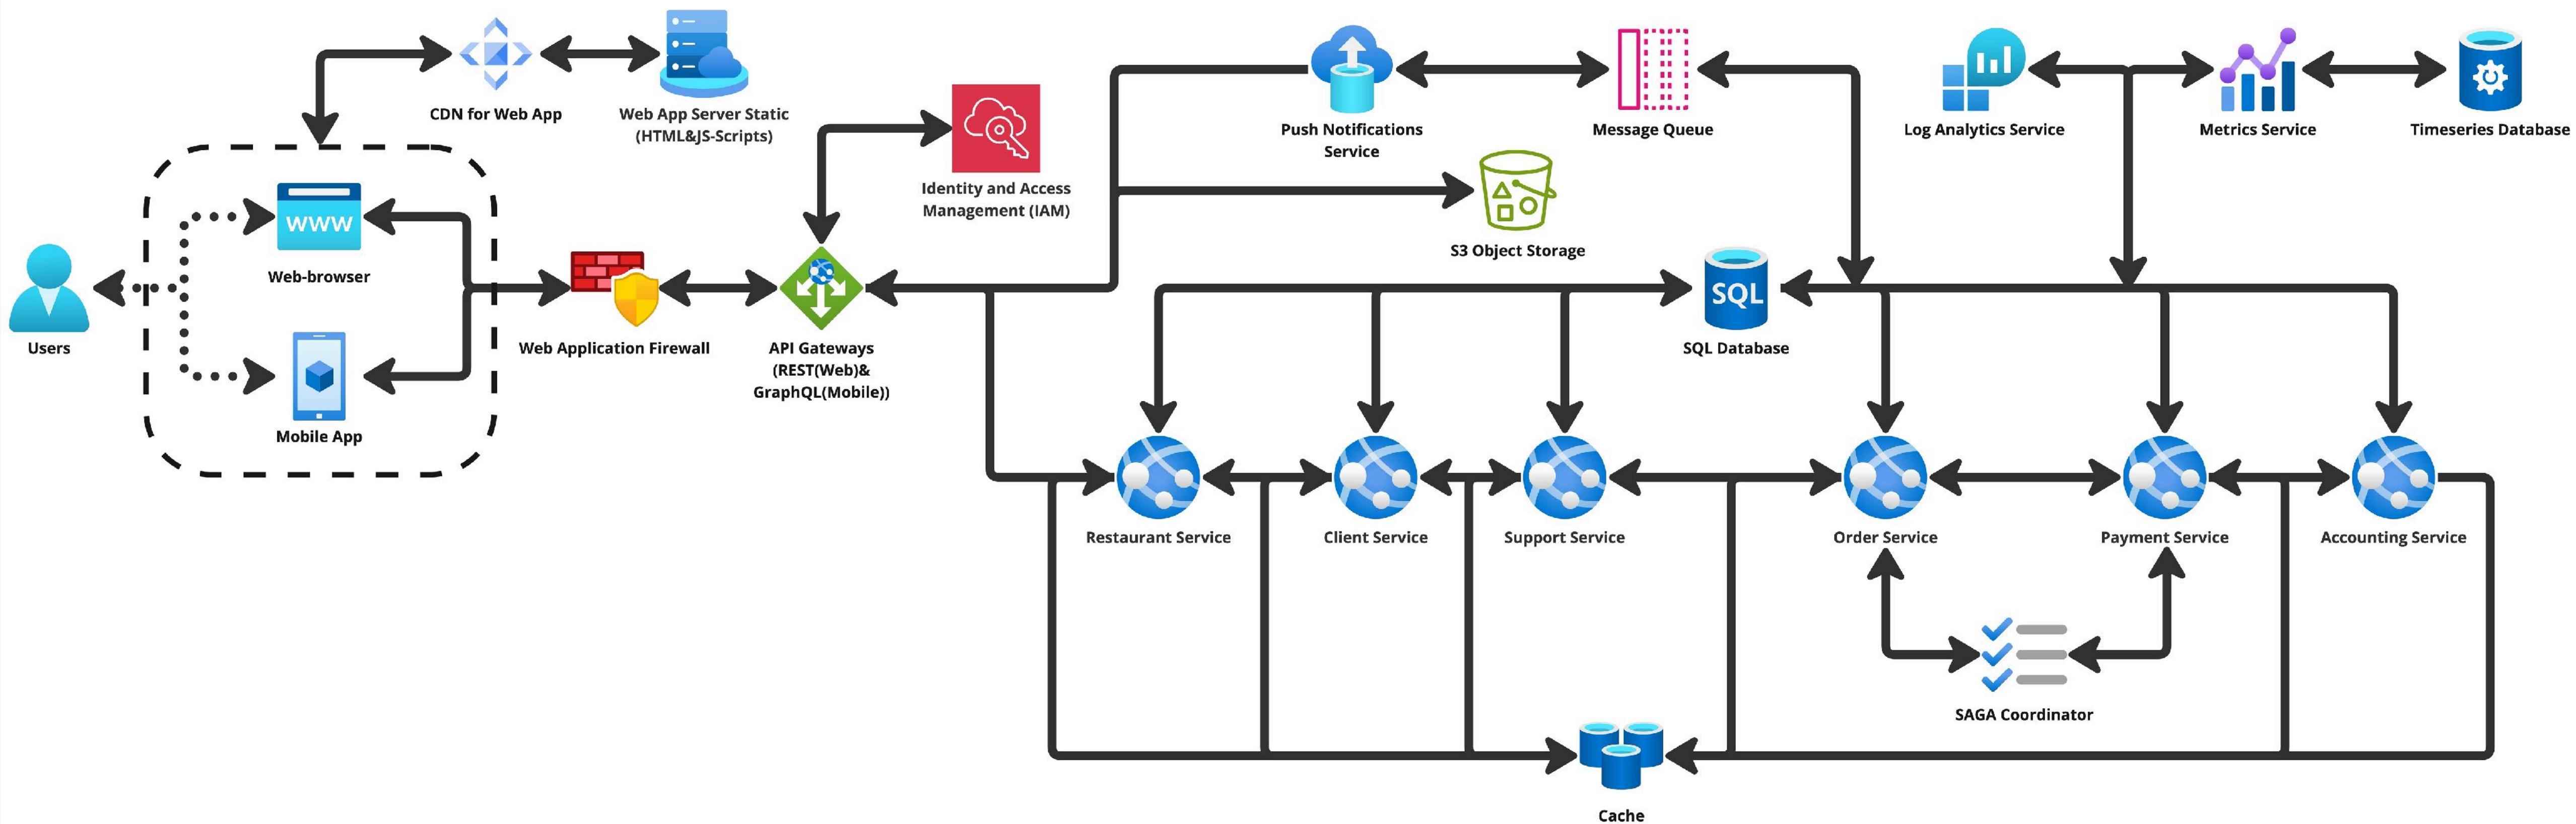 CDN for Web App
Web App Server Static
(HTML&JS-Scripts)
Identity and Access
Management (IAM)
Push Notifications
Service
Message Queue
Log Analytics Service
Metrics Service
Timeseries Database
S3 Object Storage
WWW
Web-browser
Users
Mobile App
Web Application Firewall
API Gateways
(REST(Web)&
GraphQL(Mobile))
SQL
SQL Database
Restaurant Service
Client Service
Support Service
Order Service
Payment Service
Accounting Service
SAGA Coordinator
Cache